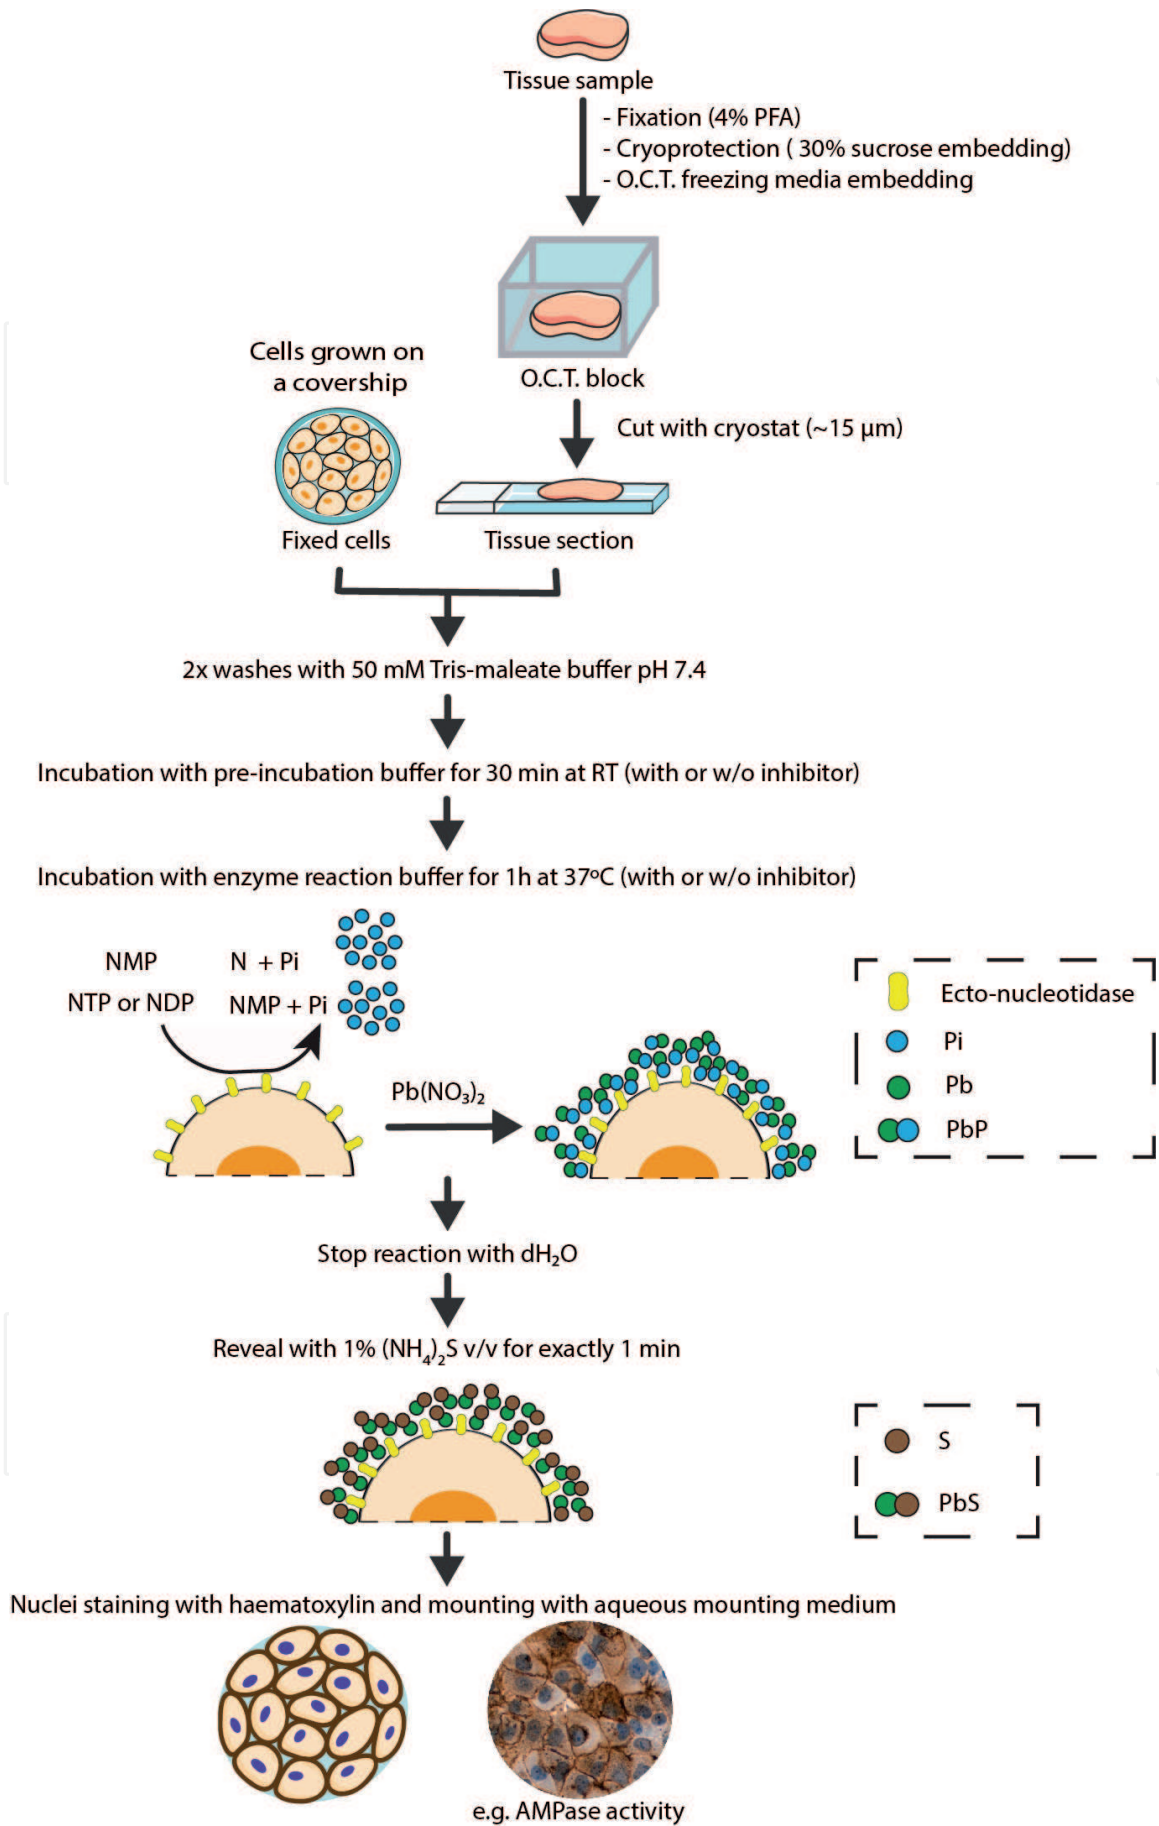 Tissue sample
- Fixation (4% PFA)
- Cryoprotection ( 30% sucrose embedding)
- O.C.T. freezing media embedding
Cells grown on
a covership
O.C.T. block
Cut with cryostat (~15 µm)
Fixed cells
Tissue section
2x washes with 50 mM Tris-maleate buffer pH 7.4
Incubation with pre-incubation buffer for 30 min at RT (with or w/o inhibitor)
Incubation with enzyme reaction buffer for 1h at 37ºC (with or w/o inhibitor)
NMP N + Pi
NTP or NDP NMP + Pi
Pb(NO₃)₂
Ecto-nucleotidase
Pi
Pb
PbP
Stop reaction with dH₂O
Reveal with 1% (NH₄)₂S v/v for exactly 1 min
S
PbS
Nuclei staining with haematoxylin and mounting with aqueous mounting medium
e.g. AMPase activity